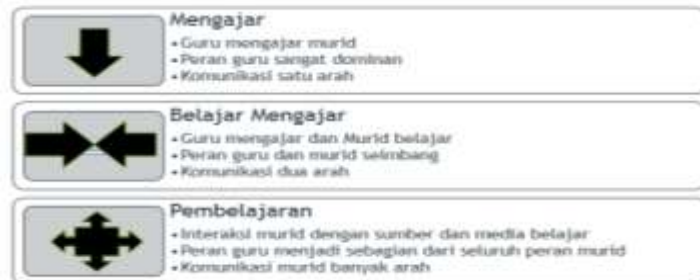 Mengajar
•Guru mengajar murid
•Peran guru sangat dominan
•Komunikasi satu arah
Belajar Mengajar
•Guru mengajar dan Murid belajar
•Peran guru dan murid seimbang
•Komunikasi dua arah
Pembelajaran
•Interaksi murid dengan sumber dan media belajar
•Peran guru menjadi sebagian dari seluruh peran murid
•Komunikasi murid banyak arah